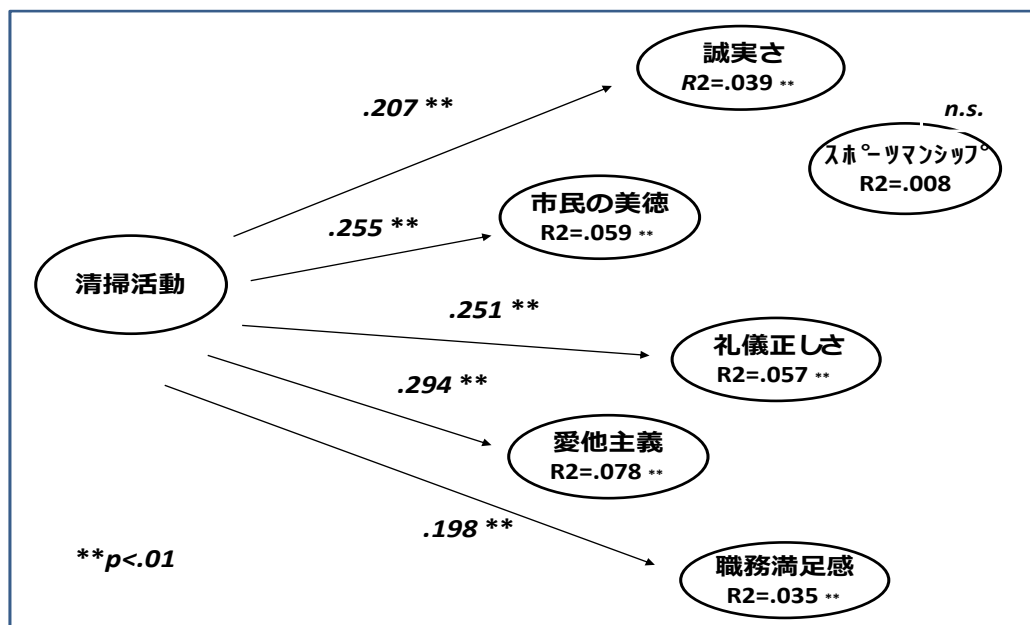 誠実さ
R2=.039 **
.207 **
n.s.
スホ゜ーツマンシッフ゜
R2=.008
市民の美徳
R2=.059 **
.255 **
清掃活動
.251 **
礼儀正しさ
R2=.057 **
.294 **
愛他主義
R2=.078 **
.198 **
**p<.01
職務満足感
R2=.035 **